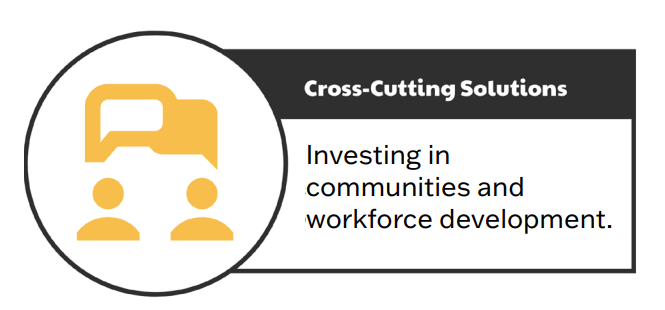 Cross-Cutting Solutions
Investing in
communities and
workforce development.